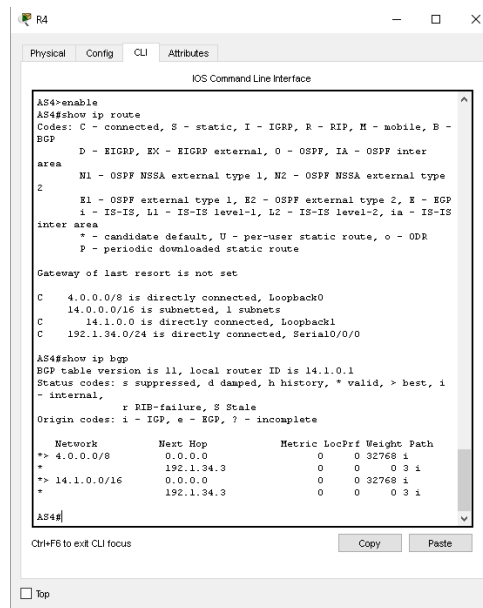 R4
Physical Config CLI Attributes
IOS Command Line Interface
AS4>enable
AS4#show ip route
Codes: C - connected, S - static, I - IGRP, R - RIP, M - mobile, B -
BGP
D - EIGRP, EX - EIGRP external, O - OSPF, IA - OSPF inter
area
N1 - OSPF NSSA external type 1, N2 - OSPF NSSA external type
2
E1 - OSPF external type 1, E2 - OSPF external type 2, E - EGP
i - IS-IS, L1 - IS-IS level-1, L2 - IS-IS level-2, ia - IS-IS
inter area
* - candidate default, U - per-user static route, o - ODR
P - periodic downloaded static route
Gateway of last resort is not set
C 4.0.0.0/8 is directly connected, Loopback0
14.0.0.0/16 is subnetted, 1 subnets
C 14.1.0.0 is directly connected, Loopback1
C 192.1.34.0/24 is directly connected, Serial0/0/0
AS4#show ip bgp
BGP table version is 11, local router ID is 14.1.0.1
Status codes: s suppressed, d damped, h history, * valid, > best, i
- internal,
r RIB-failure, S Stale
Origin codes: i - IGP, e - EGP, ? - incomplete
Network Next Hop Metric LocPrf Weight Path
*> 4.0.0.0/8 0.0.0.0 0 0 32768 i
* 192.1.34.3 0 0 0 3 i
*> 14.1.0.0/16 0.0.0.0 0 0 32768 i
* 192.1.34.3 0 0 0 3 i
AS4#
Ctrl+F6 to exit CLI focus
Copy Paste
Top